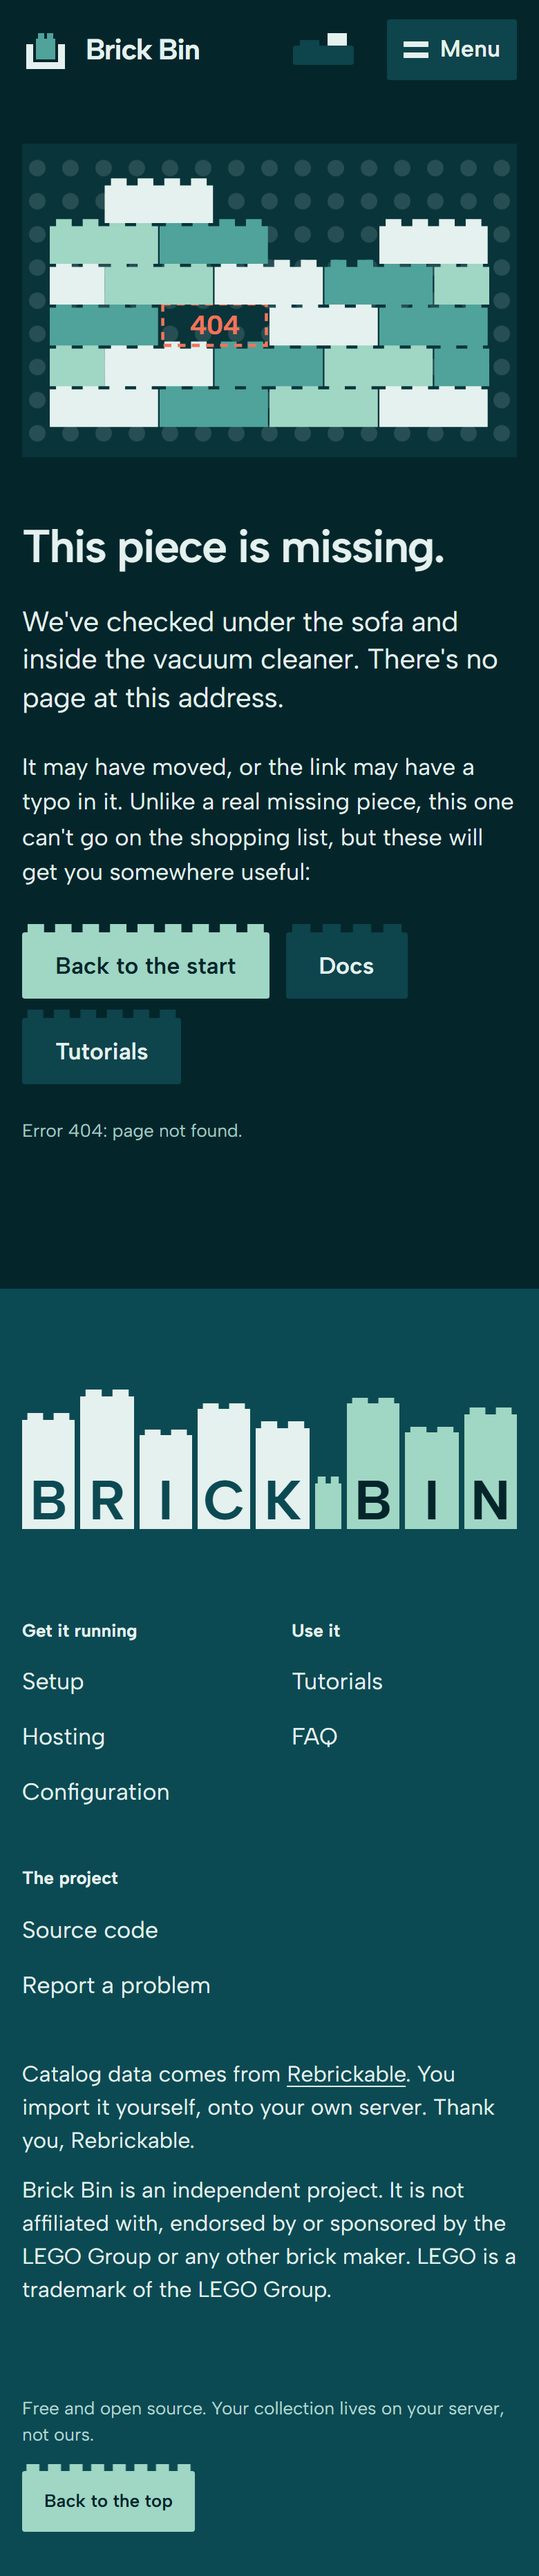 Brick Bin
Menu
404
This piece is missing.
We've checked under the sofa and
inside the vacuum cleaner. There's no
page at this address.
It may have moved, or the link may have a
typo in it. Unlike a real missing piece, this one
can't go on the shopping list, but these will
get you somewhere useful:
Back to the start
Docs
Tutorials
Error 404: page not found.
BRICK BIN
Get it running
Setup
Hosting
Configuration
Use it
Tutorials
FAQ
The project
Source code
Report a problem
Catalog data comes from Rebrickable. You
import it yourself, onto your own server. Thank
you, Rebrickable.
Brick Bin is an independent project. It is not
affiliated with, endorsed by or sponsored by the
LEGO Group or any other brick maker. LEGO is a
trademark of the LEGO Group.
Free and open source. Your collection lives on your server,
not ours.
Back to the top